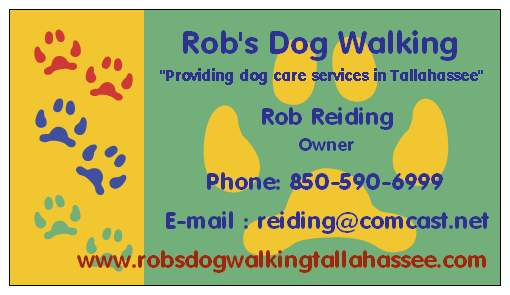 Rob's Dog Walking
"Providing dog care services in Tallahassee"
Rob Reiding
Owner
Phone: 850-590-6999
E-mail : reiding@comcast.net
www.robsdogwalkingtallahassee.com